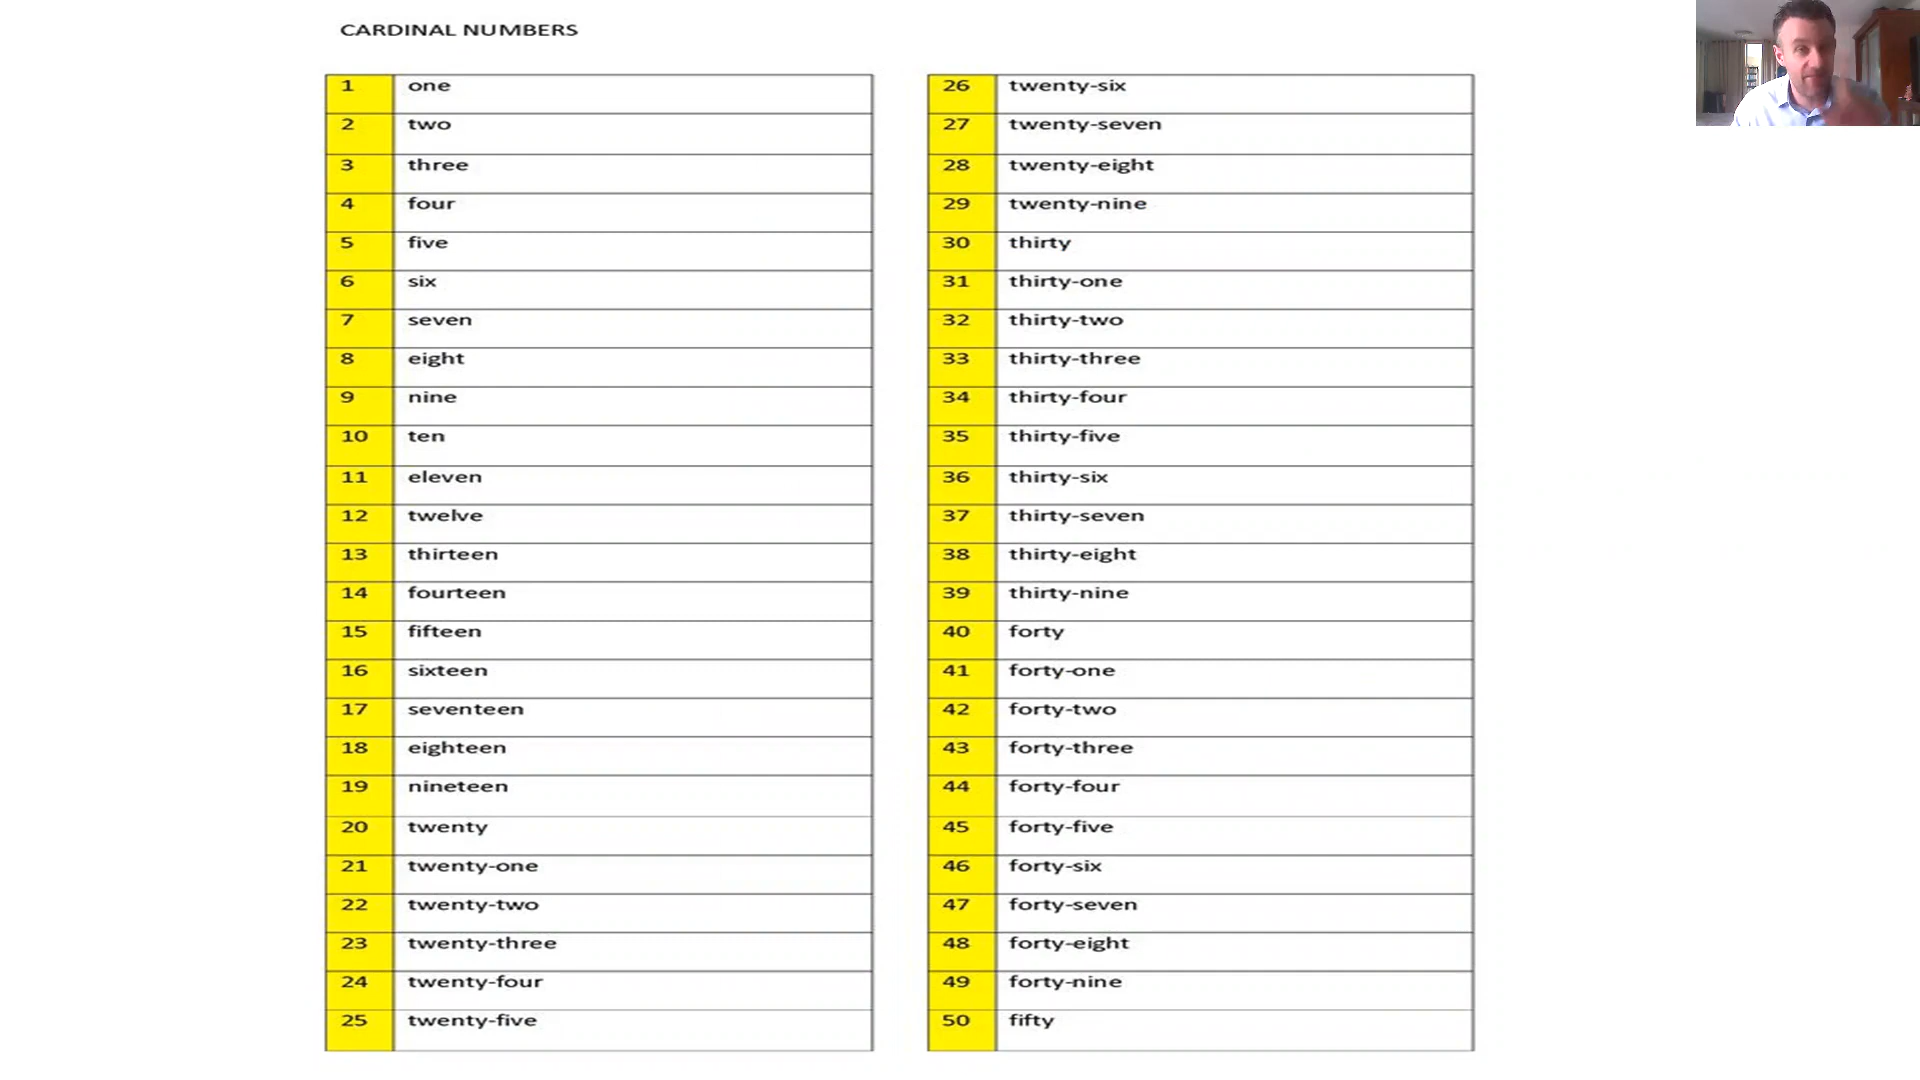 CARDINAL NUMBERS
1 one
2 two
3 three
4 four
5 five
6 six
7 seven
8 eight
9 nine
10 ten
11 eleven
12 twelve
13 thirteen
14 fourteen
15 fifteen
16 sixteen
17 seventeen
18 eighteen
19 nineteen
20 twenty
21 twenty-one
22 twenty-two
23 twenty-three
24 twenty-four
25 twenty-five
26 twenty-six
27 twenty-seven
28 twenty-eight
29 twenty-nine
30 thirty
31 thirty-one
32 thirty-two
33 thirty-three
34 thirty-four
35 thirty-five
36 thirty-six
37 thirty-seven
38 thirty-eight
39 thirty-nine
40 forty
41 forty-one
42 forty-two
43 forty-three
44 forty-four
45 forty-five
46 forty-six
47 forty-seven
48 forty-eight
49 forty-nine
50 fifty